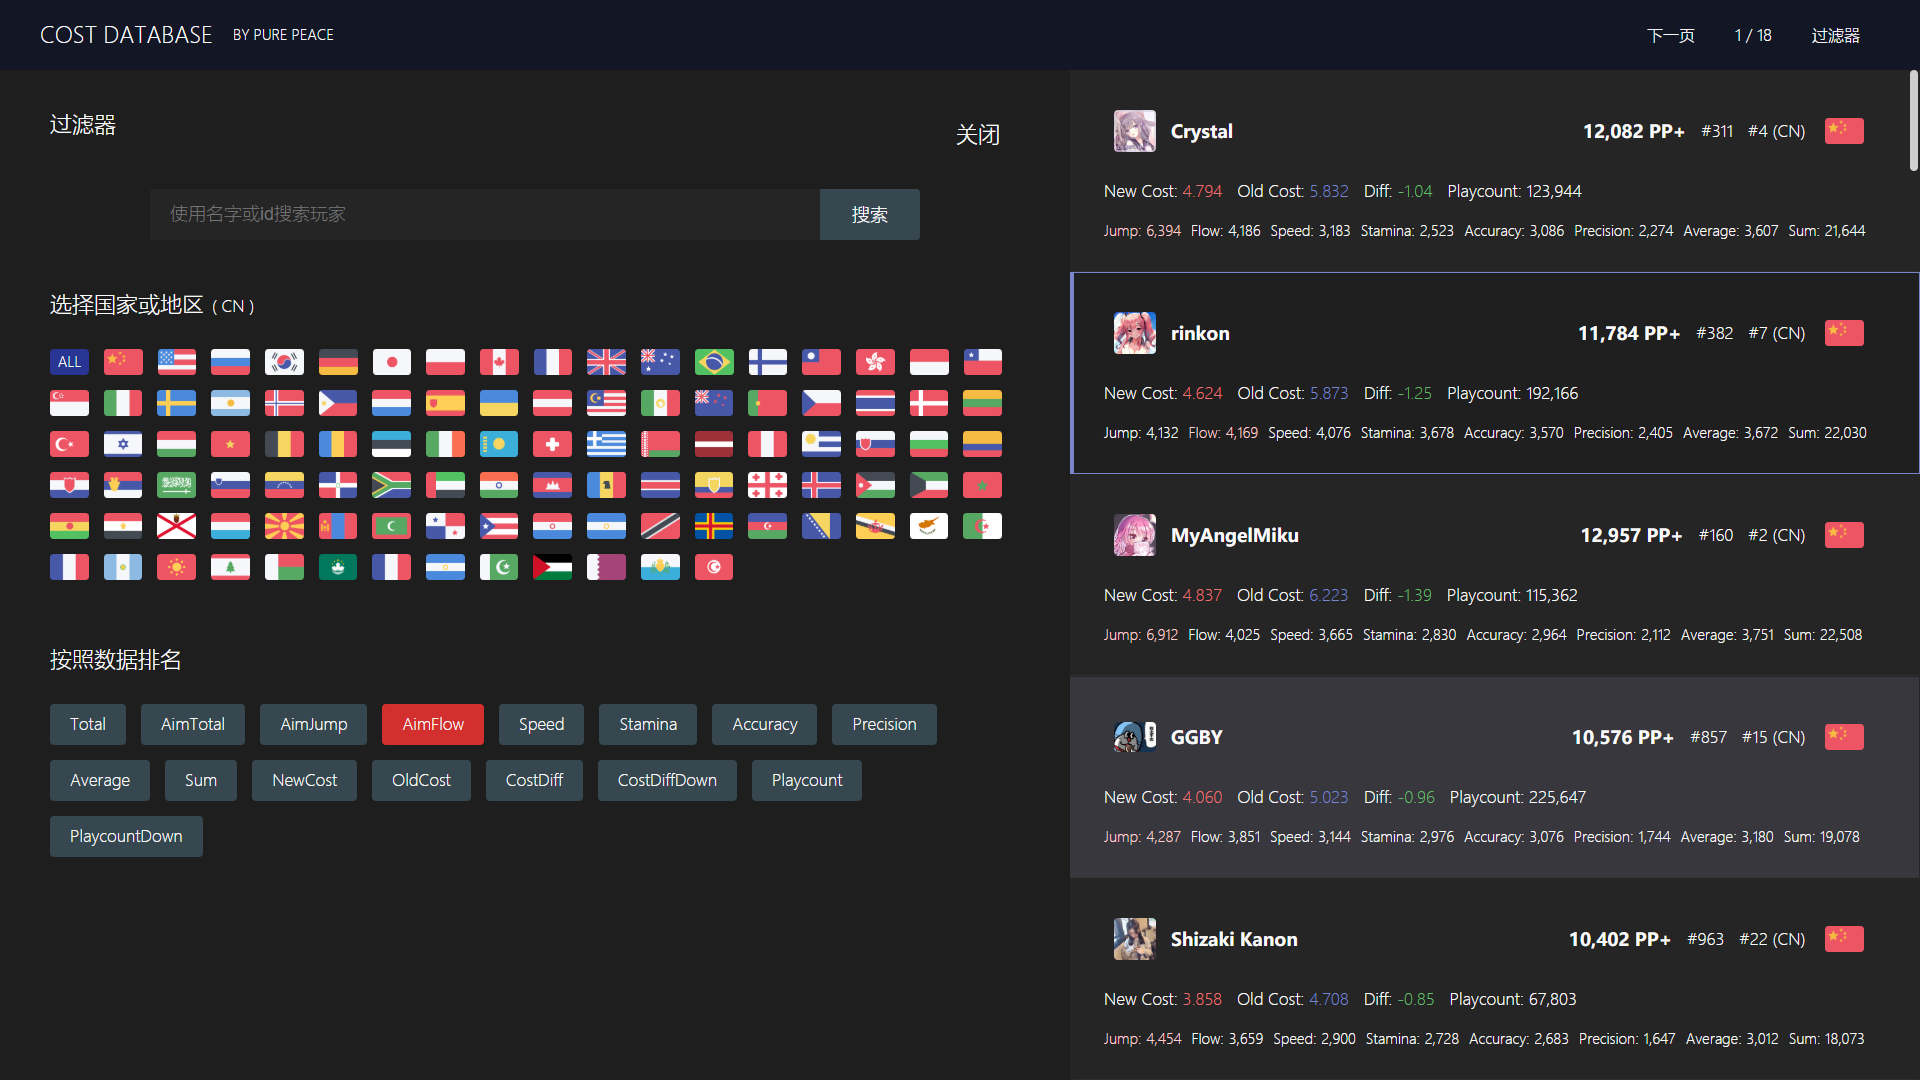 COST DATABASE BY PURE PEACE
下一页 1 / 18 过滤器
过滤器
关闭
使用名字或id搜索玩家 搜索
选择国家或地区 ( CN )
ALL
按照数据排名
Total AimTotal AimJump AimFlow Speed Stamina Accuracy Precision
Average Sum NewCost OldCost CostDiff CostDiffDown Playcount
PlaycountDown
Crystal 12,082 PP+ #311 #4 (CN)
New Cost: 4.794 Old Cost: 5.832 Diff: -1.04 Playcount: 123,944
Jump: 6,394 Flow: 4,186 Speed: 3,183 Stamina: 2,523 Accuracy: 3,086 Precision: 2,274 Average: 3,607 Sum: 21,644
rinkon 11,784 PP+ #382 #7 (CN)
New Cost: 4.624 Old Cost: 5.873 Diff: -1.25 Playcount: 192,166
Jump: 4,132 Flow: 4,169 Speed: 4,076 Stamina: 3,678 Accuracy: 3,570 Precision: 2,405 Average: 3,672 Sum: 22,030
MyAngelMiku 12,957 PP+ #160 #2 (CN)
New Cost: 4.837 Old Cost: 6.223 Diff: -1.39 Playcount: 115,362
Jump: 6,912 Flow: 4,025 Speed: 3,665 Stamina: 2,830 Accuracy: 2,964 Precision: 2,112 Average: 3,751 Sum: 22,508
GGBY 10,576 PP+ #857 #15 (CN)
New Cost: 4.060 Old Cost: 5.023 Diff: -0.96 Playcount: 225,647
Jump: 4,287 Flow: 3,851 Speed: 3,144 Stamina: 2,976 Accuracy: 3,076 Precision: 1,744 Average: 3,180 Sum: 19,078
Shizaki Kanon 10,402 PP+ #963 #22 (CN)
New Cost: 3.858 Old Cost: 4.708 Diff: -0.85 Playcount: 67,803
Jump: 4,454 Flow: 3,659 Speed: 2,900 Stamina: 2,728 Accuracy: 2,683 Precision: 1,647 Average: 3,012 Sum: 18,073